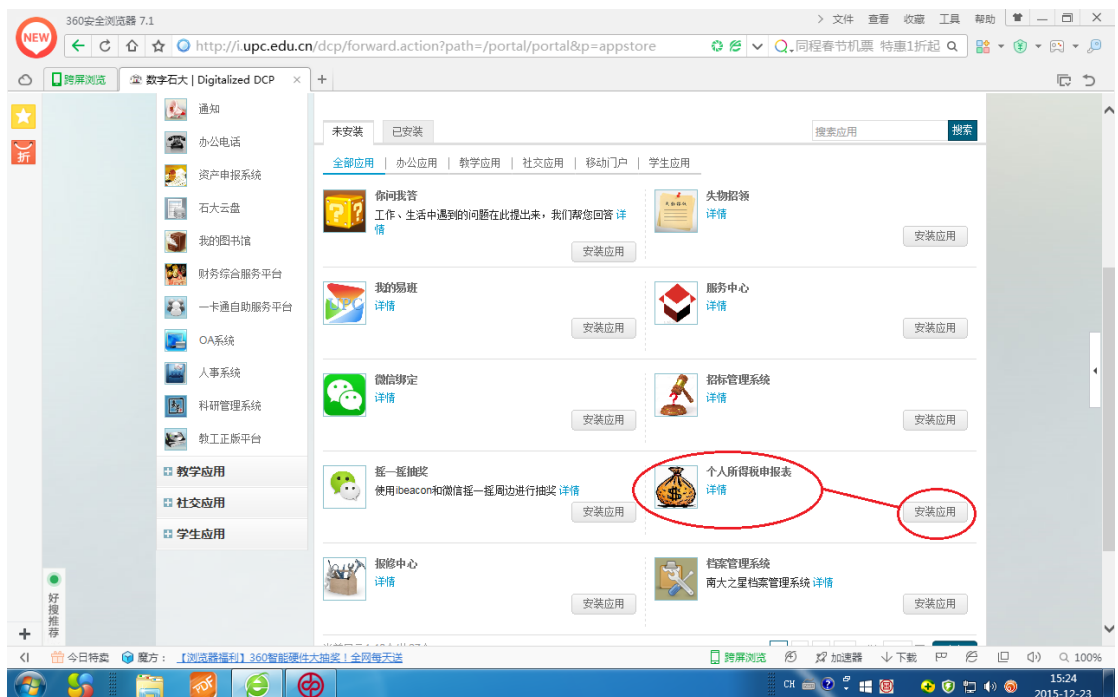 360安全浏览器 7.1
文件 查看 收藏 工具 帮助
NEW
http://i.upc.edu.cn/dcp/forward.action?path=/portal/portal&p=appstore
同程春节机票 特惠1折起
跨屏浏览
数字石大 | Digitalized DCP
折
通知
办公电话
资产申报系统
石大云盘
我的图书馆
财务综合服务平台
一卡通自助服务平台
OA系统
人事系统
科研管理系统
教工正版平台
教学应用
社交应用
学生应用
未安装 已安装
搜索应用 搜索
全部应用 | 办公应用 | 教学应用 | 社交应用 | 移动门户 | 学生应用
你问我答
工作、生活中遇到的问题在此提出来，我们帮您回答 详
情
安装应用
失物招领
详情
安装应用
我的易班
详情
UPC
安装应用
服务中心
详情
安装应用
微信绑定
详情
安装应用
招标管理系统
详情
安装应用
摇一摇抽奖
使用ibeacon和微信摇一摇周边进行抽奖 详情
安装应用
个人所得税申报表
详情
安装应用
报修中心
详情
安装应用
档案管理系统
南大之星档案管理系统 详情
安装应用
好搜推荐
今日特卖 魔方： 【浏览器福利】360智能硬件大抽奖！全网每天送
跨屏浏览 加速器 下载 100%
PDF
CH
15:24
2015-12-23